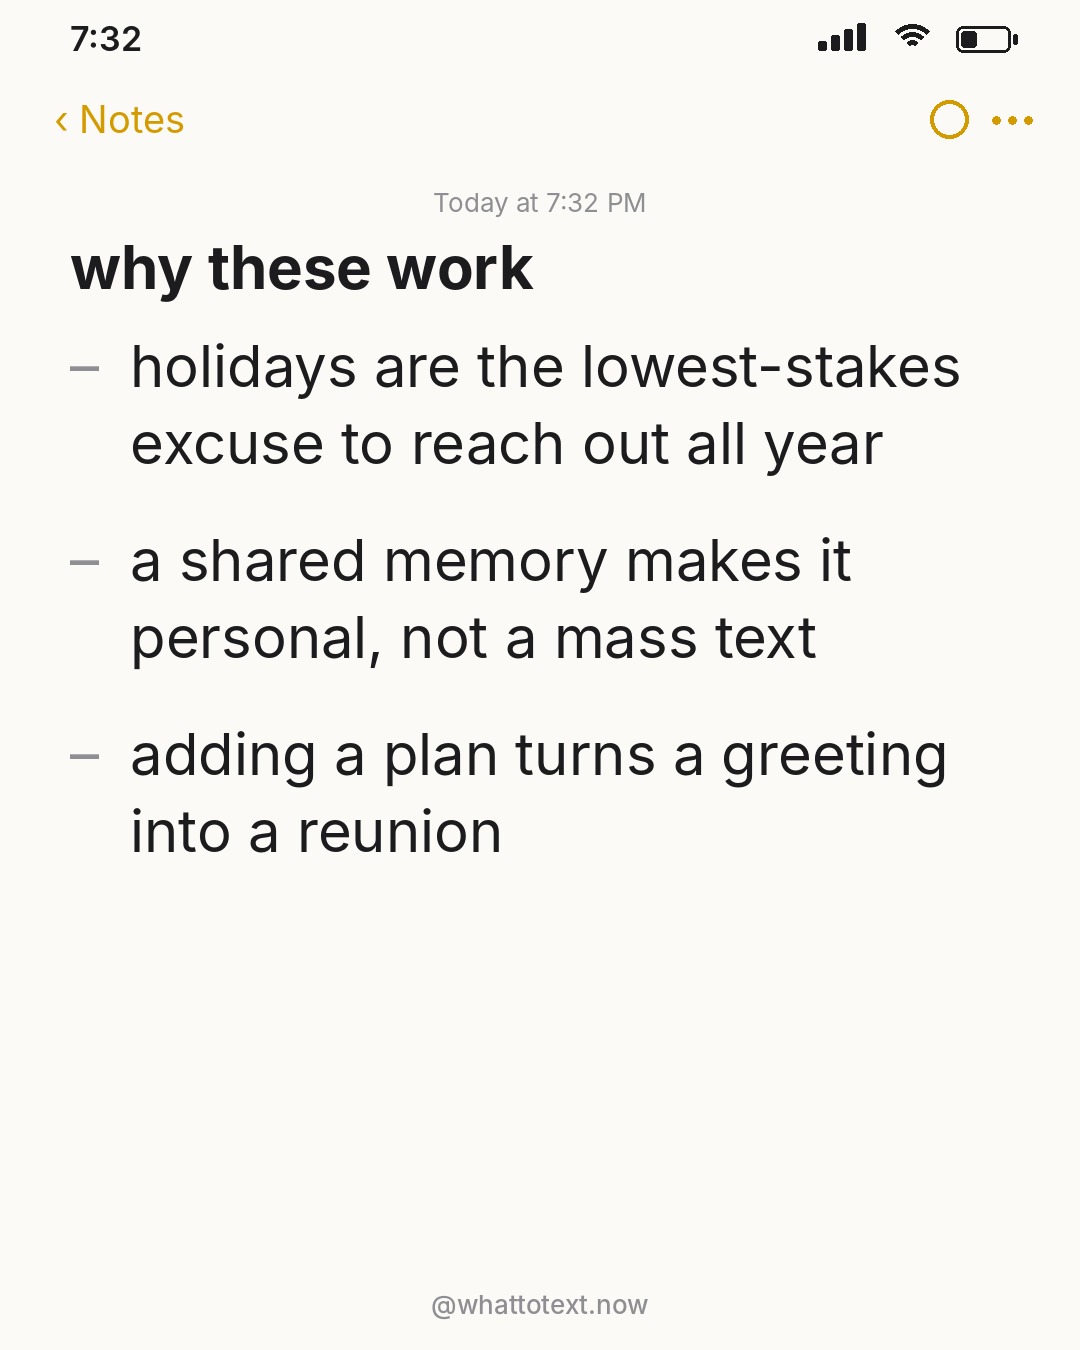 7:32
‹ Notes
Today at 7:32 PM
why these work
– holidays are the lowest-stakes
excuse to reach out all year
– a shared memory makes it
personal, not a mass text
– adding a plan turns a greeting
into a reunion
@whattotext.now